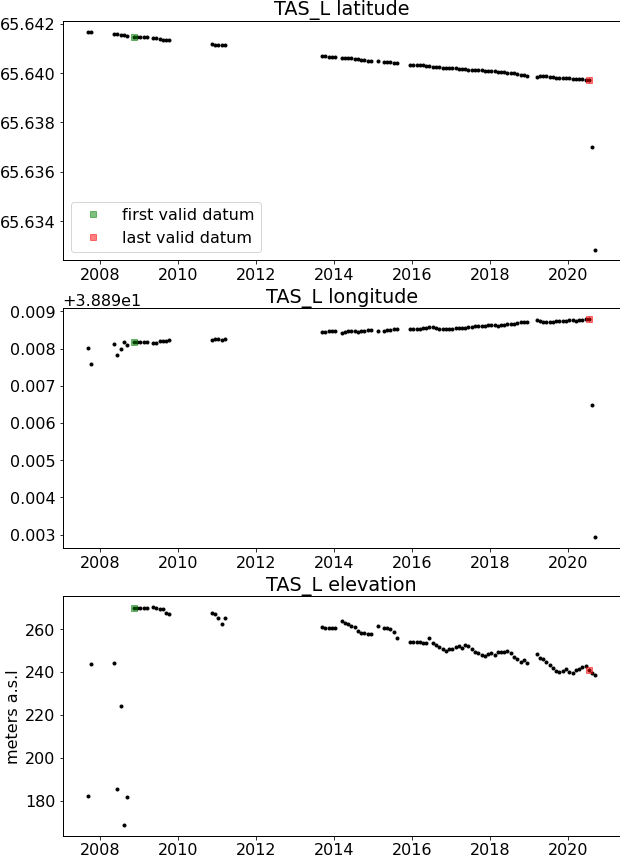 TAS_L latitude
65.642
65.640
65.638
65.636
65.634
first valid datum
last valid datum
2008 2010 2012 2014 2016 2018 2020
+3.889e1 TAS_L longitude
0.009
0.008
0.007
0.006
0.005
0.004
0.003
2008 2010 2012 2014 2016 2018 2020
TAS_L elevation
260
240
220
200
180
meters a.s.l
2008 2010 2012 2014 2016 2018 2020